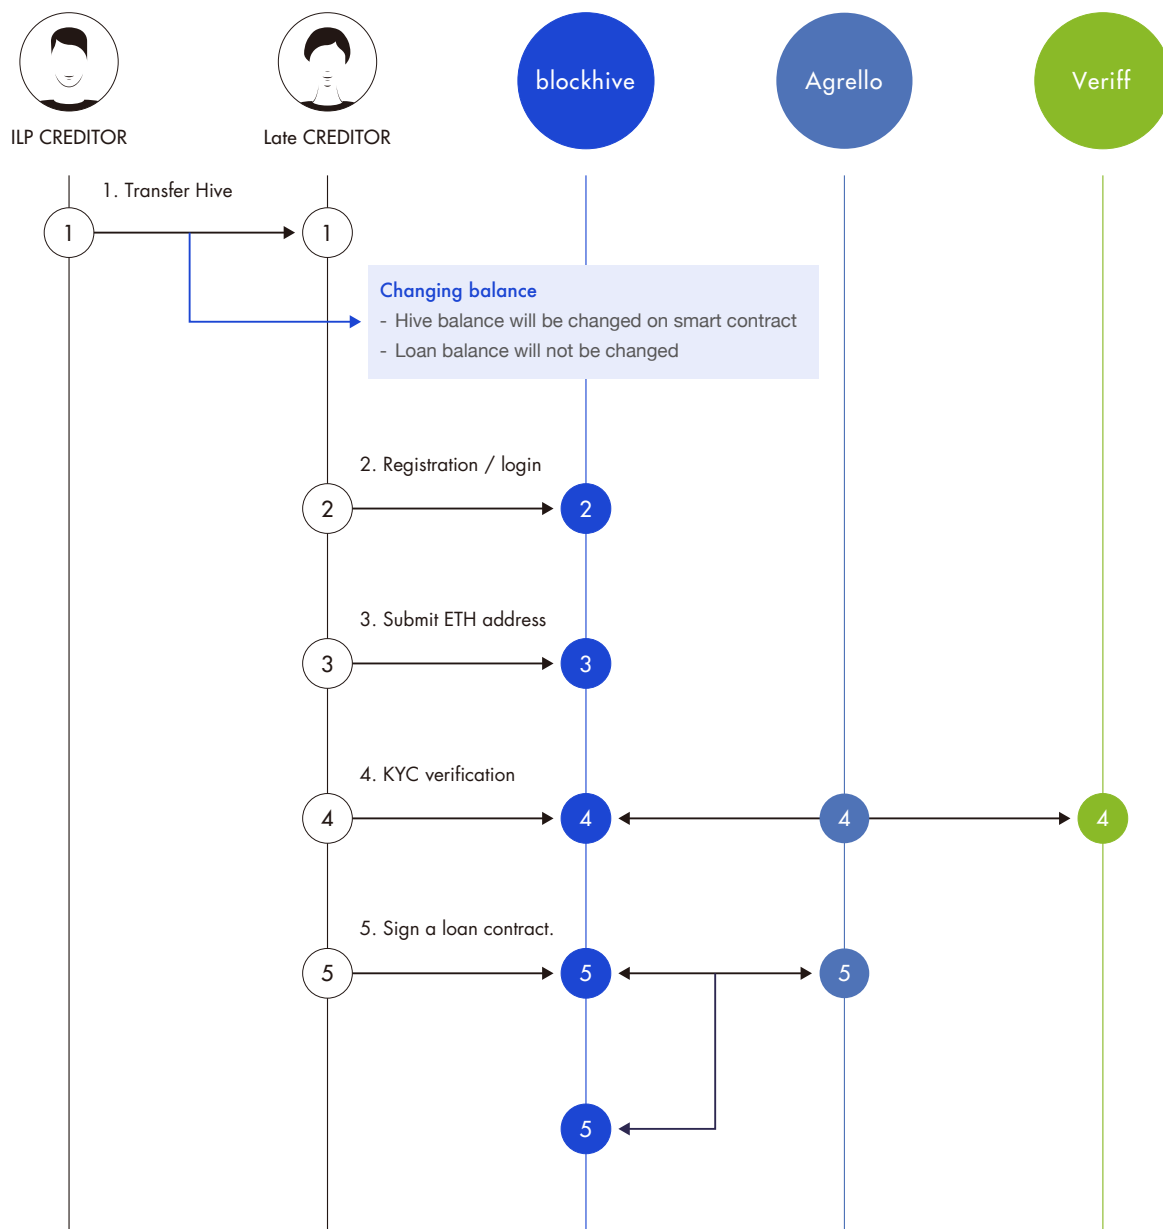 blockhive
Agrello
Veriff
ILP CREDITOR
Late CREDITOR
1. Transfer Hive
1
1
Changing balance
- Hive balance will be changed on smart contract
- Loan balance will not be changed
2. Registration / login
2
2
3. Submit ETH address
3
3
4. KYC verification
4
4
4
4
5. Sign a loan contract.
5
5
5
5